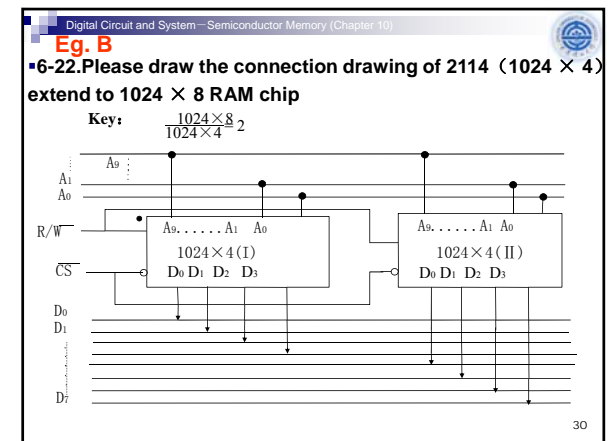 Digital Circuit and System－Semiconductor Memory (Chapter 10)
Eg. B
▪6-22.Please draw the connection drawing of 2114（1024 × 4）
extend to 1024 × 8 RAM chip
Key： 1024×8
1024×4 = 2
A9
A1
A0
R/W̅
A9......A1 A0
A9......A1 A0
1024×4(Ⅰ)
1024×4(Ⅱ)
C̅S̅
D0 D1 D2 D3
D0 D1 D2 D3
D0
D1
D7
30